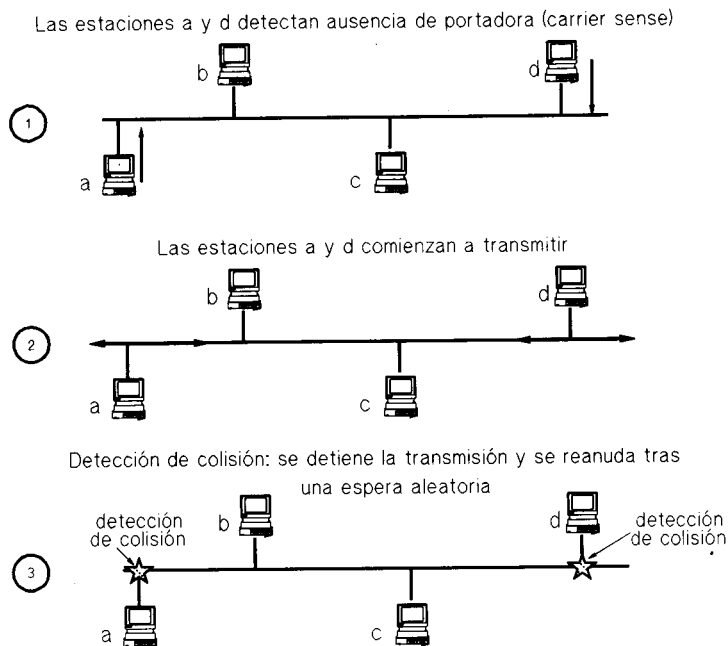 Las estaciones a y d detectan ausencia de portadora (carrier sense)
b
d
1
a
c
Las estaciones a y d comienzan a transmitir
b
d
2
a
c
Detección de colisión: se detiene la transmisión y se reanuda tras
una espera aleatoria
detección
de colisión
b
d
detección
de colisión
3
a
c